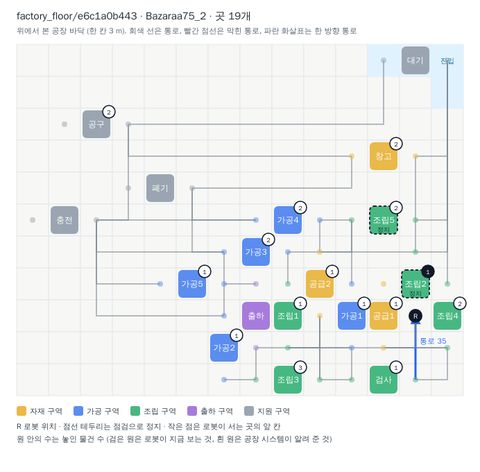 factory_floor/e6c1a0b443 · Bazaraa75_2 · 곳 19개
위에서 본 공장 바닥 (한 칸 3 m). 회색 선은 통로, 빨간 점선은 막힌 통로, 파란 화살표는 한 방향 통로
대기
전립
공구 2
창고 2
폐기
충전
가공4 2
조립5 2
정지
가공3 2
가공5 1
공급2 1
조립2 1
정지
출하
조립1 1
가공1 1
공급1 1
R
조립4 2
통로 35
가공2 1
조립3 3
검사 1
자재 구역
가공 구역
조립 구역
출하 구역
지원 구역
R 로봇 위치 · 점선 테두리는 점검으로 정지 · 작은 점은 로봇이 서는 곳의 앞 칸
원 안의 수는 놓인 물건 수 (검은 원은 로봇이 지금 보는 것, 흰 원은 공장 시스템이 알려 준 것)